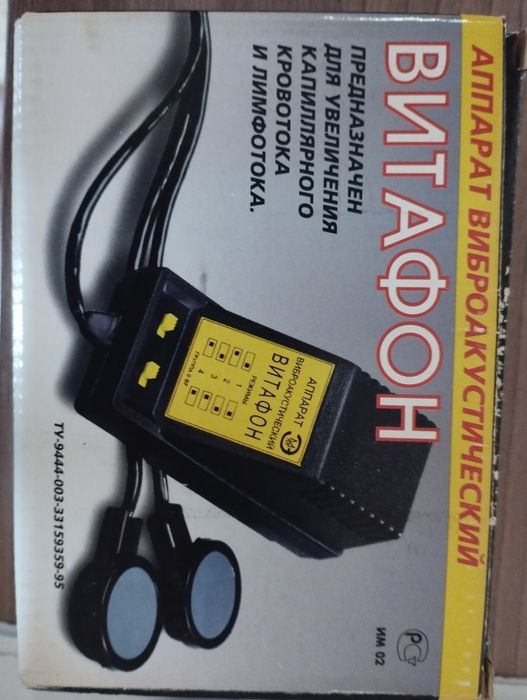 АППАРАТ ВИБРОАКУСТИЧЕСКИЙ
ВИТАФОН
ПРЕДНАЗНАЧЕН
ДЛЯ УВЕЛИЧЕНИЯ
КАПИЛЛЯРНОГО
КРОВОТОКА
И ЛИМФОТОКА.
АППАРАТ
ВИБРОАКУСТИЧЕСКИЙ
ВИТАФОН
РЕЖИМЫ
1 2 3 4
ТУ-9444-003-33159359-95
РС
ИМ 02